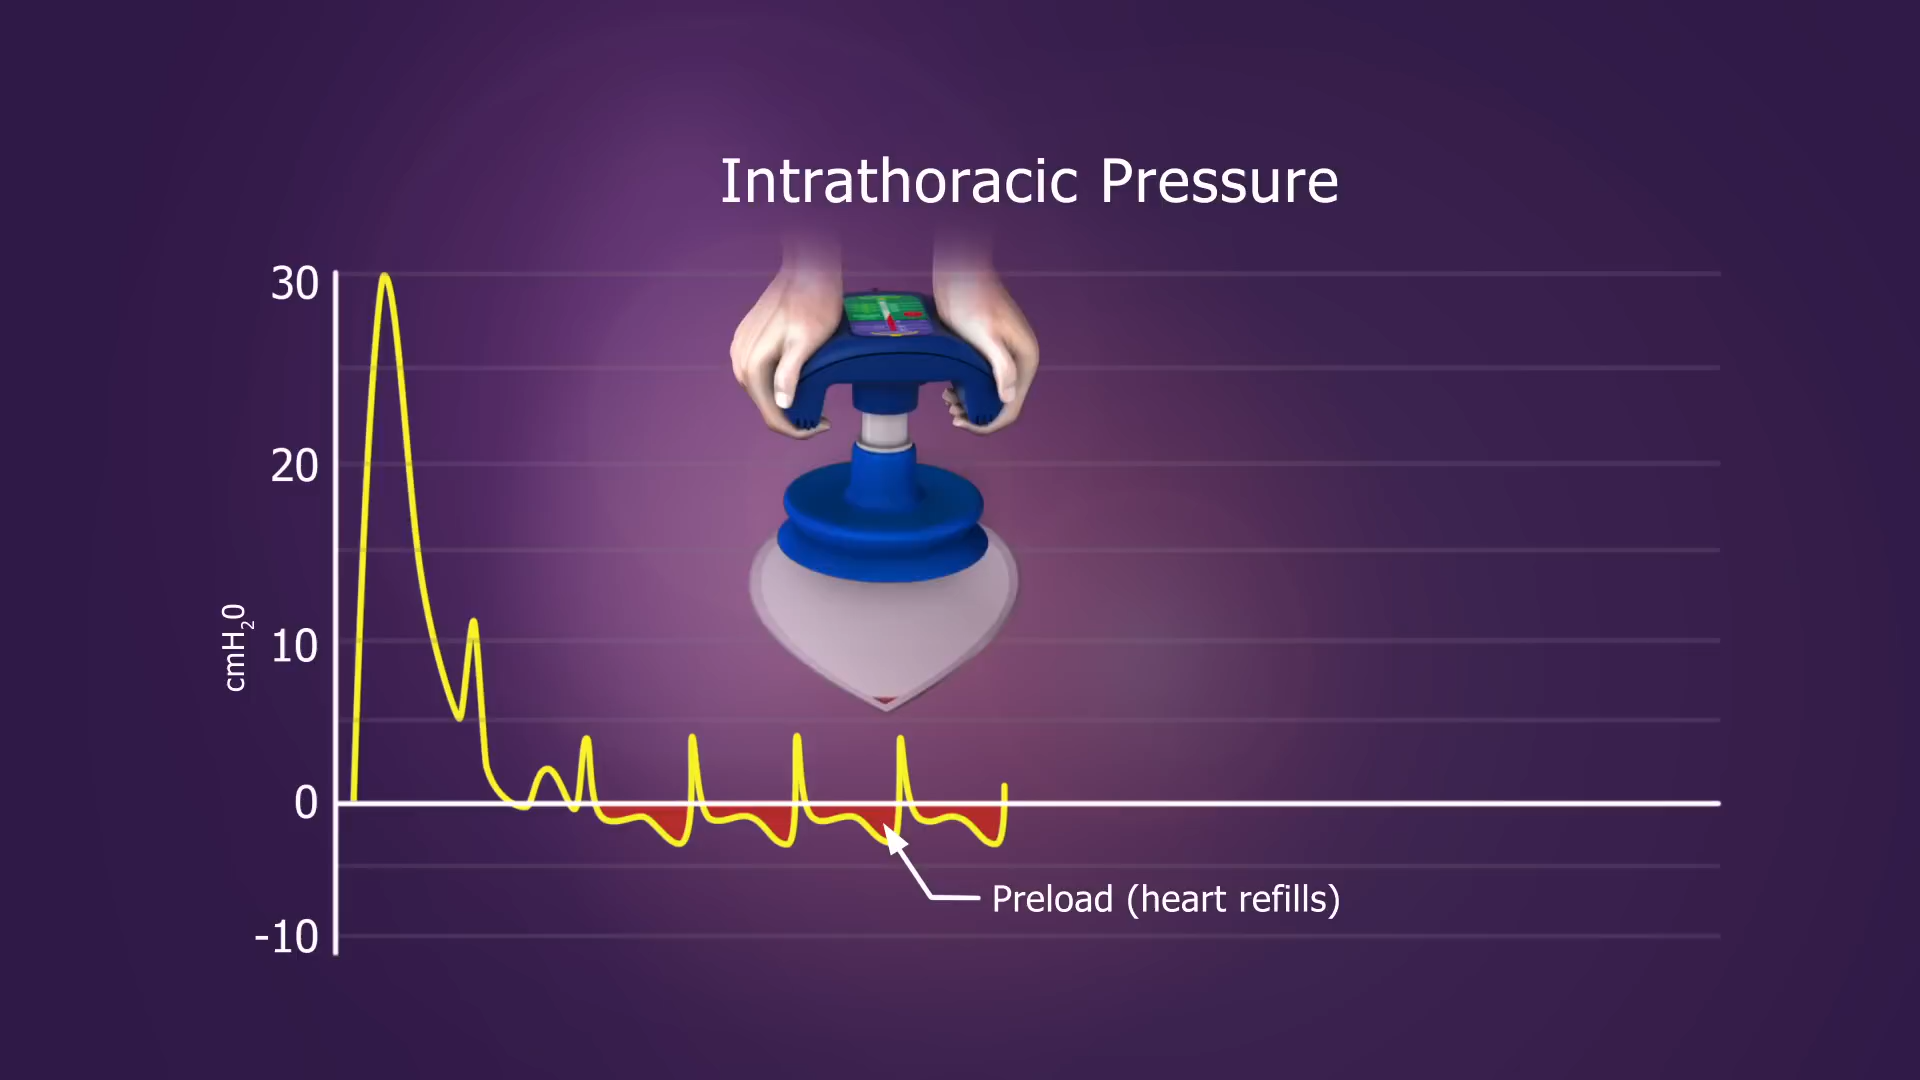 Intrathoracic Pressure
30
20
10
0
-10
cmH₂0
Preload (heart refills)